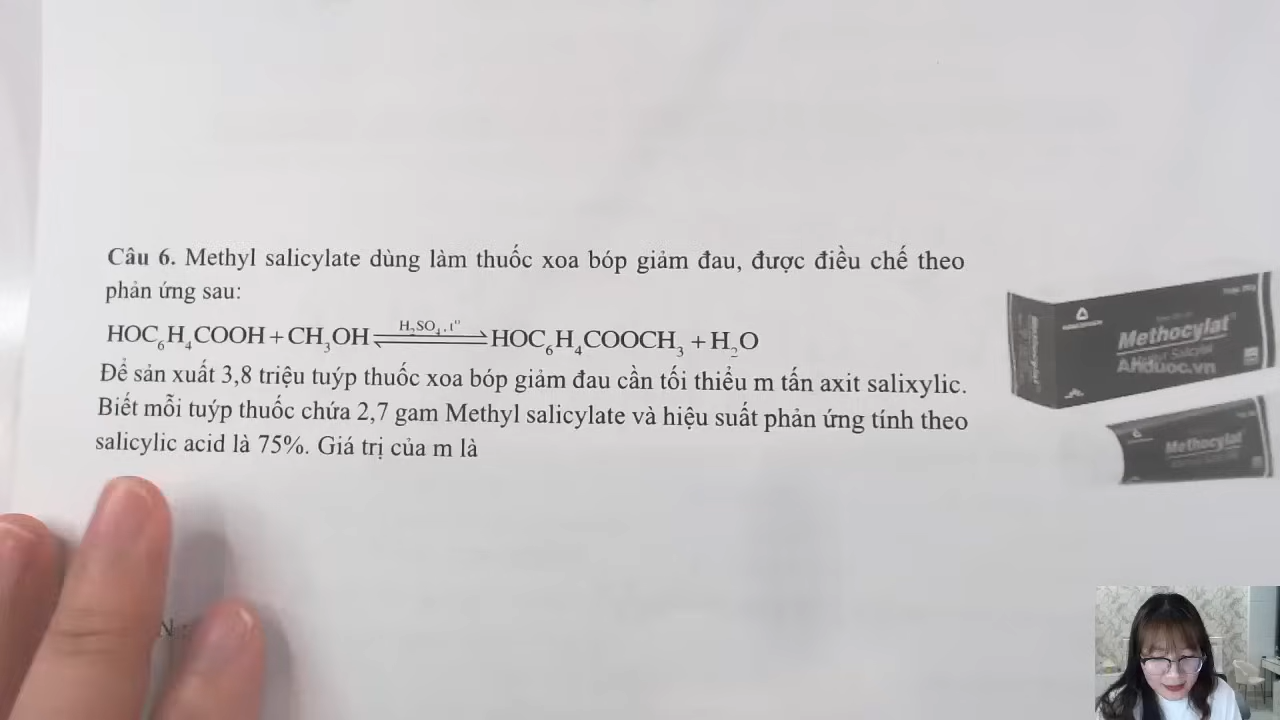 Câu 6. Methyl salicylate dùng làm thuốc xoa bóp giảm đau, được điều chế theo
phản ứng sau:
HOC₆H₄COOH + CH₃OH ⇌ HOC₆H₄COOCH₃ + H₂O
H₂SO₄, t°
Để sản xuất 3,8 triệu tuýp thuốc xoa bóp giảm đau cần tối thiểu m tấn axit salixylic.
Biết mỗi tuýp thuốc chứa 2,7 gam Methyl salicylate và hiệu suất phản ứng tính theo
salicylic acid là 75%. Giá trị của m là
Methocylat
Salicylat
AHduoc.vn
Methocylat
N :